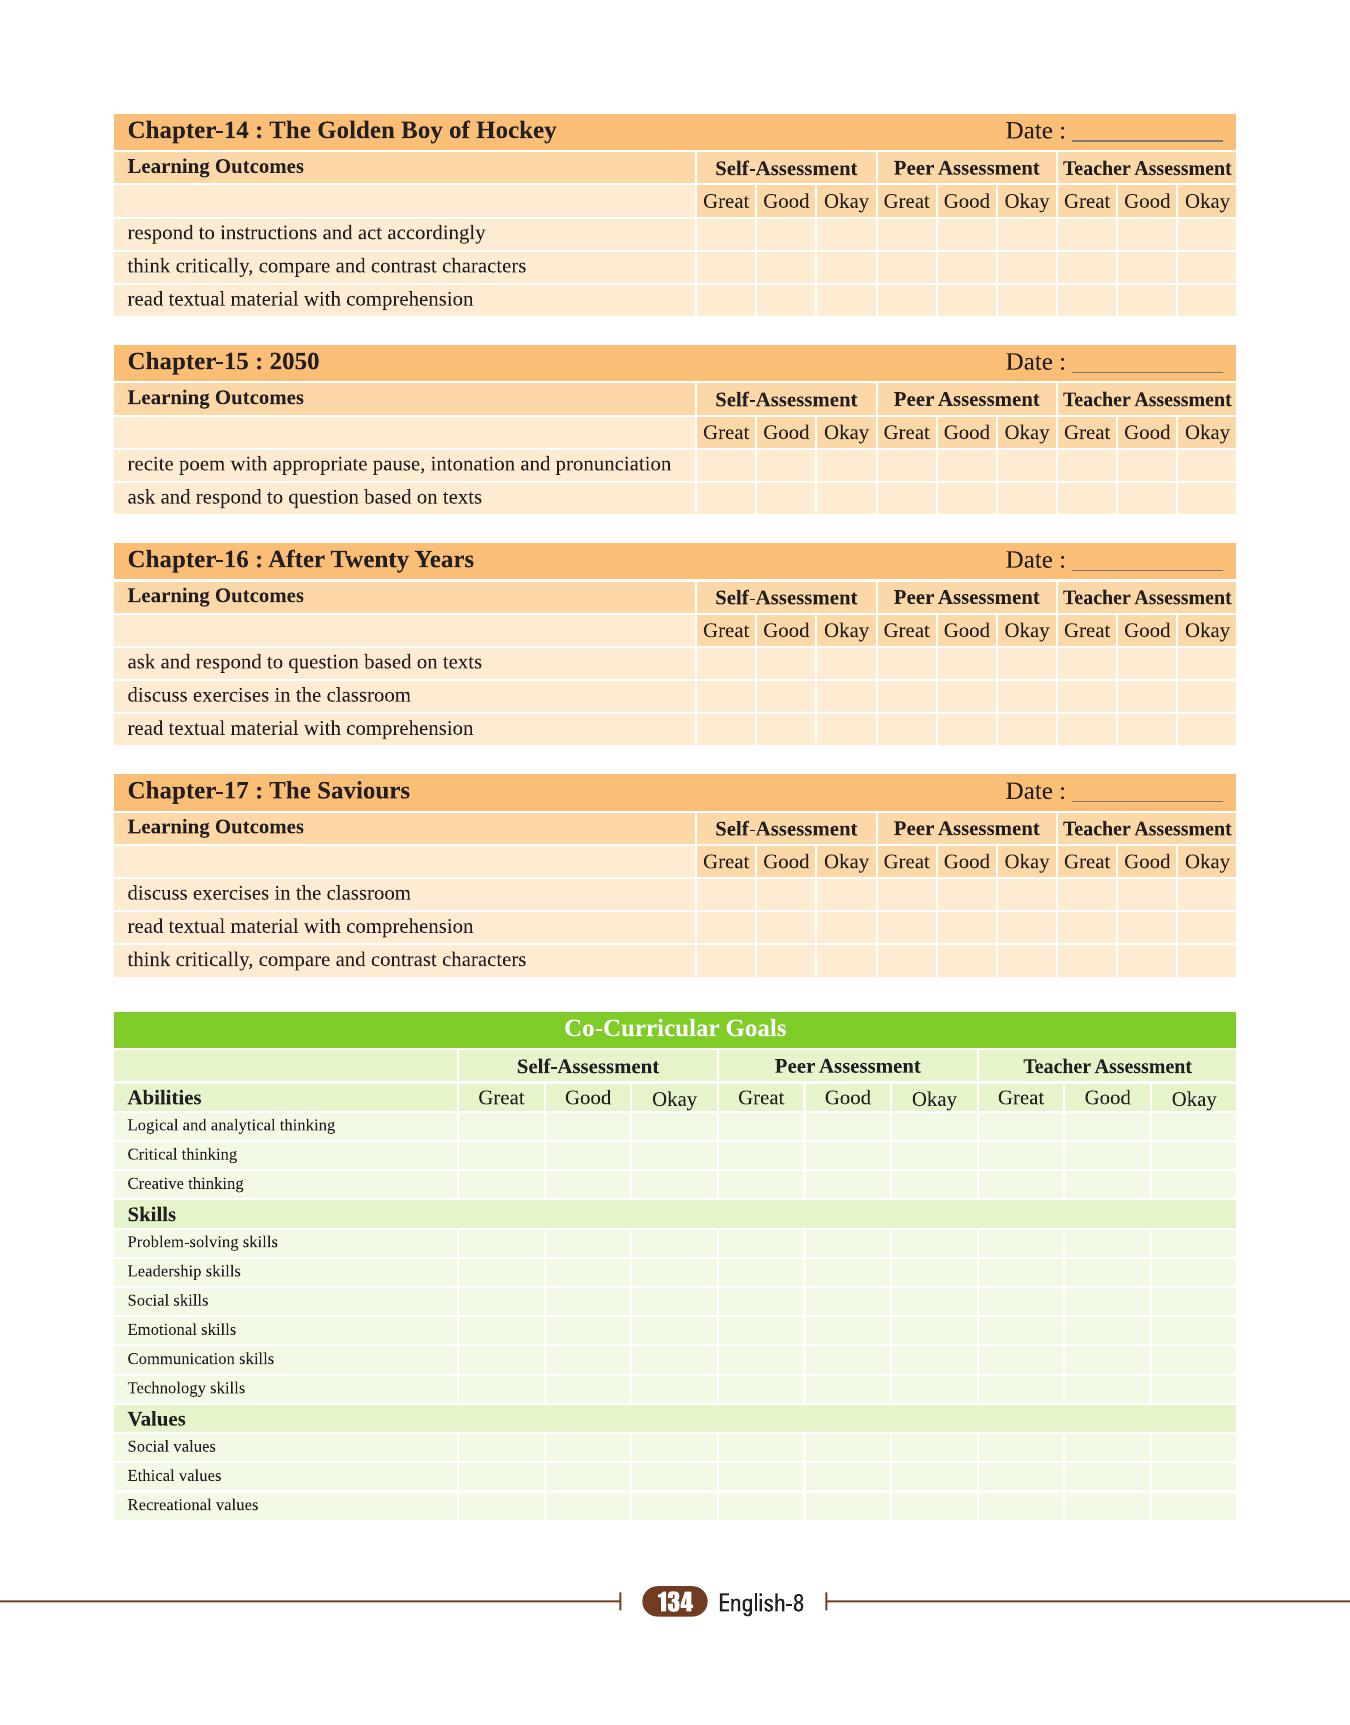 Chapter-14 : The Golden Boy of Hockey Date : ____________
Learning Outcomes Self-Assessment Peer Assessment Teacher Assessment
Great Good Okay Great Good Okay Great Good Okay
respond to instructions and act accordingly
think critically, compare and contrast characters
read textual material with comprehension
Chapter-15 : 2050 Date : ____________
Learning Outcomes Self-Assessment Peer Assessment Teacher Assessment
Great Good Okay Great Good Okay Great Good Okay
recite poem with appropriate pause, intonation and pronunciation
ask and respond to question based on texts
Chapter-16 : After Twenty Years Date : ____________
Learning Outcomes Self-Assessment Peer Assessment Teacher Assessment
Great Good Okay Great Good Okay Great Good Okay
ask and respond to question based on texts
discuss exercises in the classroom
read textual material with comprehension
Chapter-17 : The Saviours Date : ____________
Learning Outcomes Self-Assessment Peer Assessment Teacher Assessment
Great Good Okay Great Good Okay Great Good Okay
discuss exercises in the classroom
read textual material with comprehension
think critically, compare and contrast characters
Co-Curricular Goals
Self-Assessment Peer Assessment Teacher Assessment
Abilities Great Good Okay Great Good Okay Great Good Okay
Logical and analytical thinking
Critical thinking
Creative thinking
Skills
Problem-solving skills
Leadership skills
Social skills
Emotional skills
Communication skills
Technology skills
Values
Social values
Ethical values
Recreational values
134 English-8